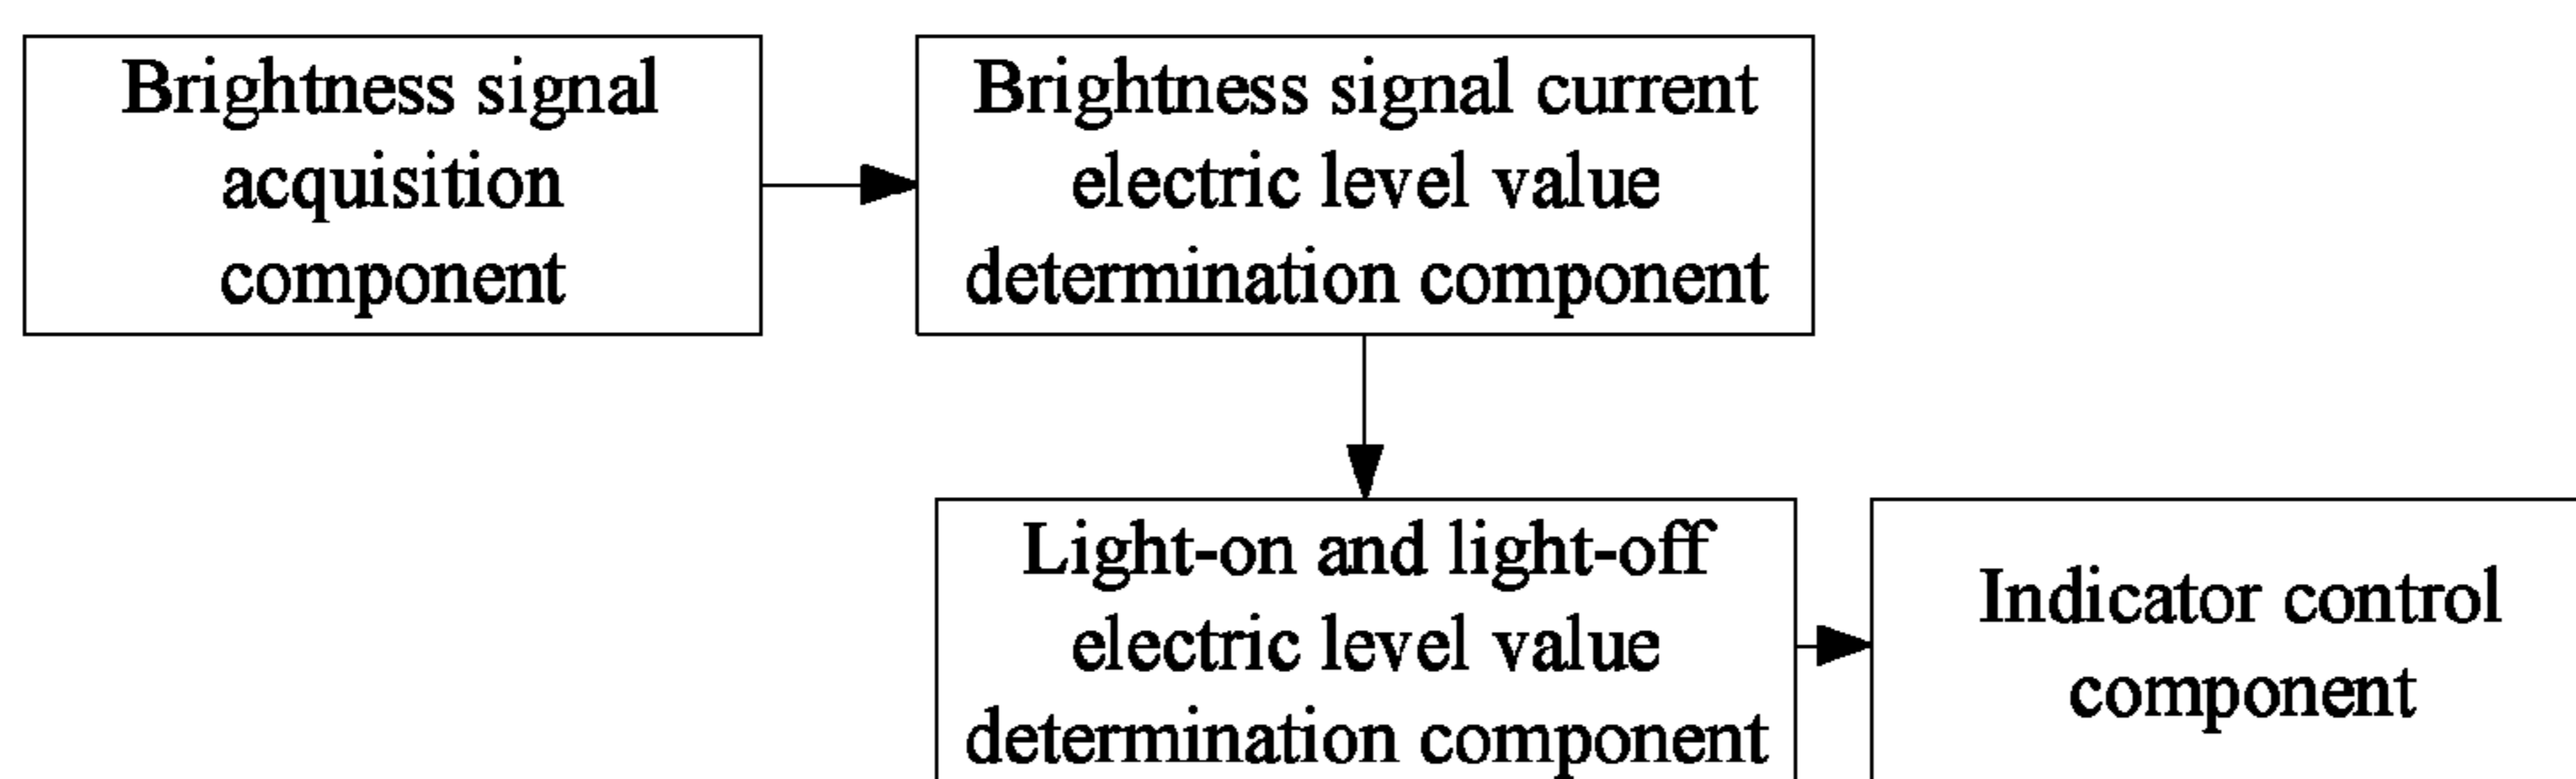 Brightness signal
acquisition
component
Brightness signal current
electric level value
determination component
Light-on and light-off
electric level value
determination component
Indicator control
component